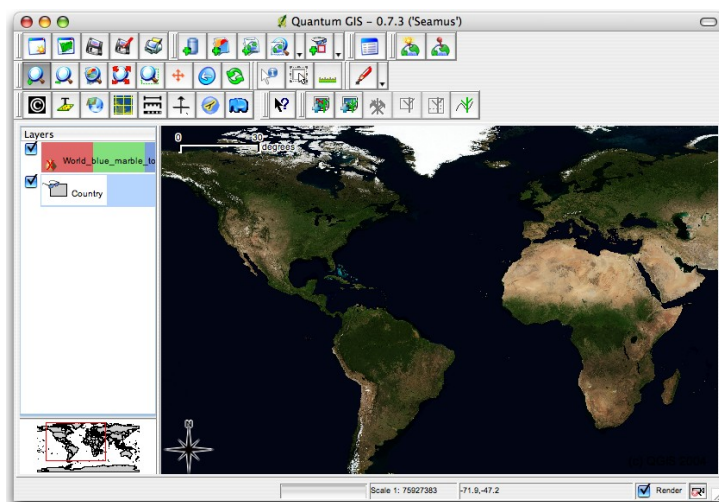 Quantum GIS - 0.7.3 ('Seamus')
Layers
World_blue_marble_to
Country
0 30
degrees
N
Scale 1: 75927383
-71.9,-47.2
Render